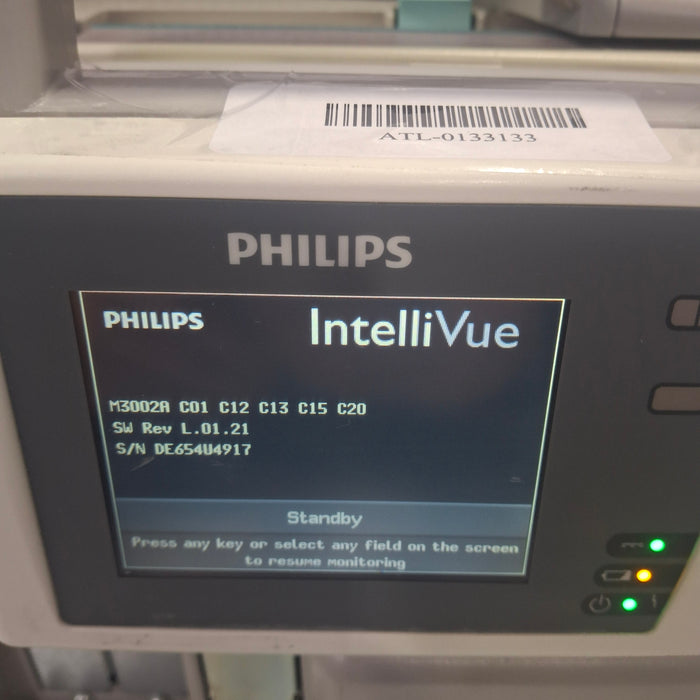 ATL-0133133
PHILIPS
PHILIPS IntelliVue
M3002A C01 C12 C13 C15 C20
SW Rev L.01.21
S/N DE654U4917
Standby
Press any key or select any field on the screen
to resume monitoring